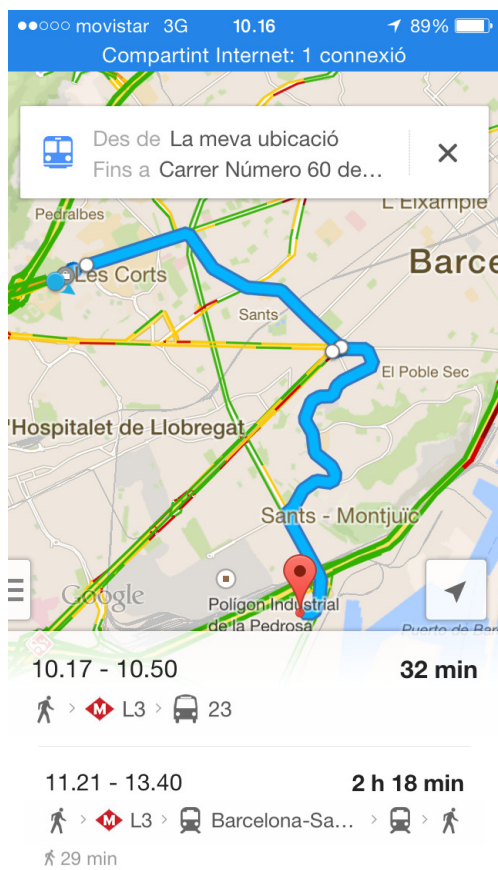 movistar 3G 10.16 89%
Compartint Internet: 1 connexió
Des de La meva ubicació
Fins a Carrer Número 60 de...
L'Eixample
Pedralbes
Barce
Les Corts
Sants
El Poble Sec
'Hospitalet de Llobregat
Sants - Montjuïc
Google
Polígon Industrial
de la Pedrosa
Puerto de Bar
10.17 - 10.50 32 min
M L3 23
11.21 - 13.40 2 h 18 min
M L3 Barcelona-Sa...
29 min